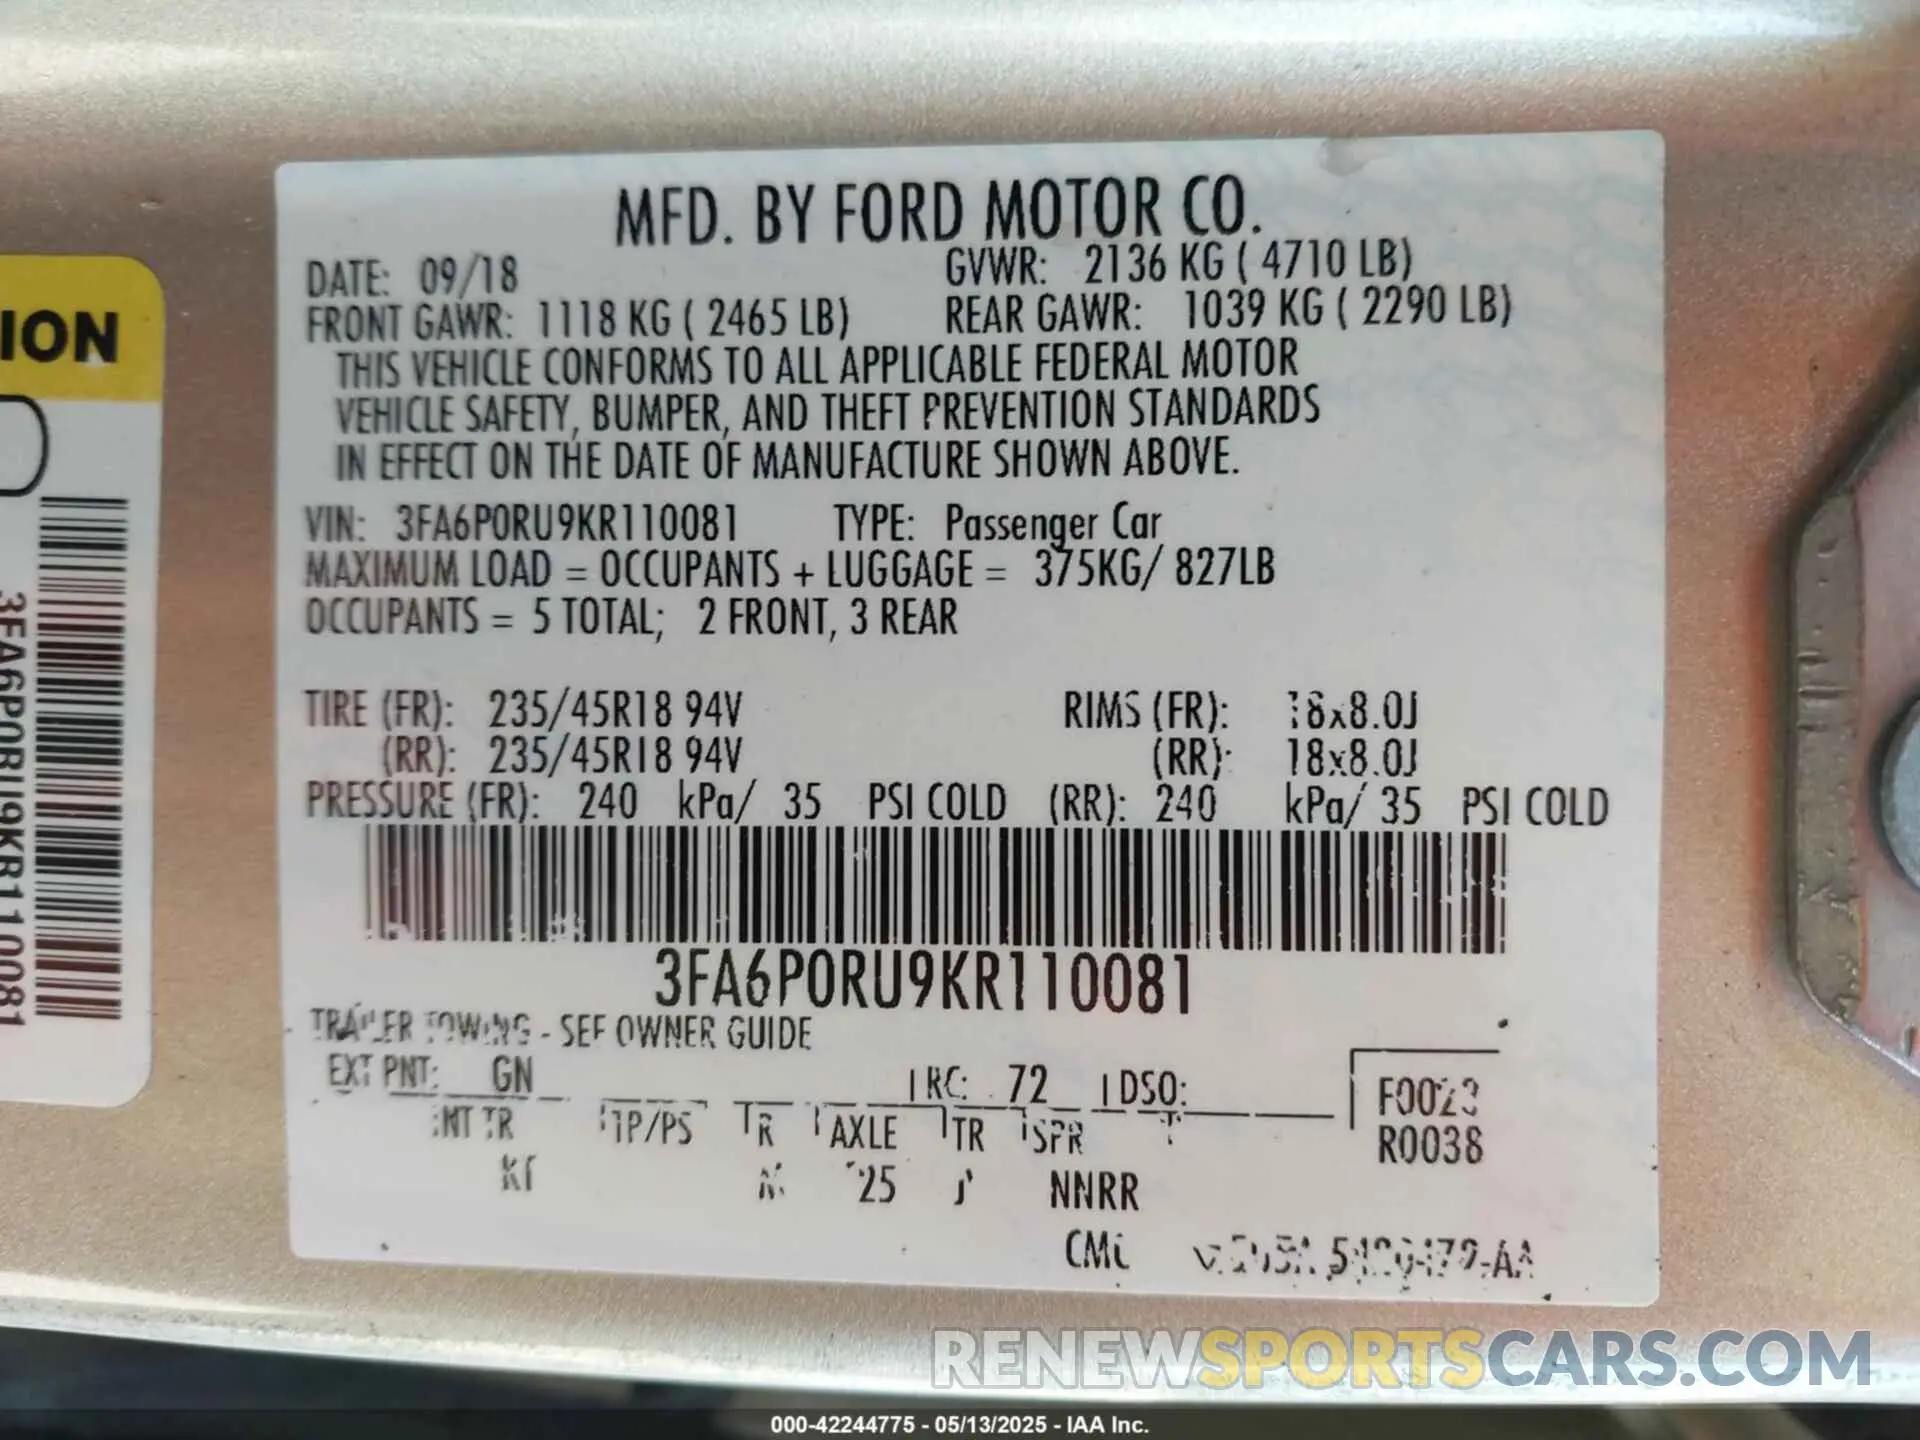 MFD. BY FORD MOTOR CO.
DATE: 09/18 GVWR: 2136 KG ( 4710 LB)
FRONT GAWR: 1118 KG ( 2465 LB) REAR GAWR: 1039 KG ( 2290 LB)
THIS VEHICLE CONFORMS TO ALL APPLICABLE FEDERAL MOTOR
VEHICLE SAFETY, BUMPER, AND THEFT PREVENTION STANDARDS
IN EFFECT ON THE DATE OF MANUFACTURE SHOWN ABOVE.
VIN: 3FA6P0RU9KR110081 TYPE: Passenger Car
MAXIMUM LOAD = OCCUPANTS + LUGGAGE = 375KG/ 827LB
OCCUPANTS = 5 TOTAL; 2 FRONT, 3 REAR
TIRE (FR): 235/45R18 94V RIMS (FR): 18x8.0J
(RR): 235/45R18 94V (RR): 18x8.0J
PRESSURE (FR): 240 kPa/ 35 PSI COLD (RR): 240 kPa/ 35 PSI COLD
3FA6P0RU9KR110081
TRAILER TOWING - SEE OWNER GUIDE
EXT PNT: GN RC: 72 DSO: F0023
INT TR TP/PS R AXLE TR SPR R0038
25 NNRR
ION
3FA6P0RU9KR110081
RENEWSPORTSCARS.COM
000-42244775 - 05/13/2025 - IAA Inc.